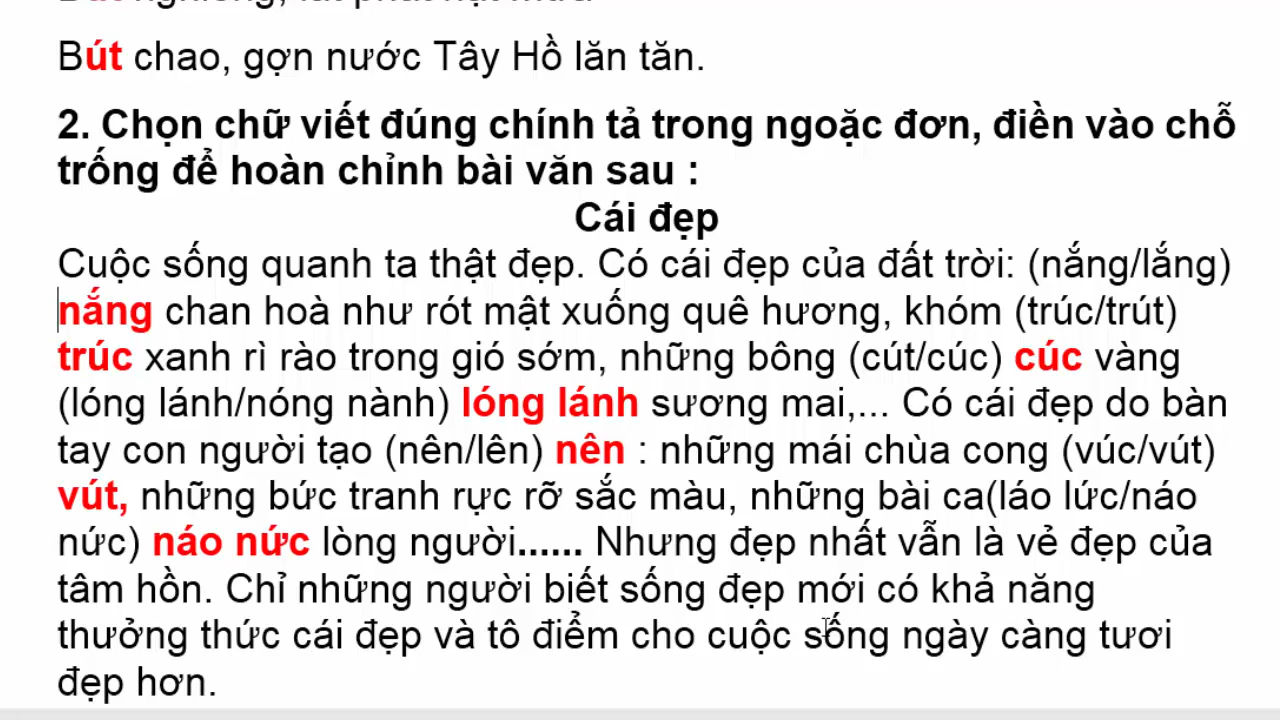 Bút chao, gợn nước Tây Hồ lăn tăn.
2. Chọn chữ viết đúng chính tả trong ngoặc đơn, điền vào chỗ
trống để hoàn chỉnh bài văn sau :
Cái đẹp
Cuộc sống quanh ta thật đẹp. Có cái đẹp của đất trời: (nắng/lắng)
nắng chan hoà như rót mật xuống quê hương, khóm (trúc/trút)
trúc xanh rì rào trong gió sớm, những bông (cút/cúc) cúc vàng
(lóng lánh/nóng nành) lóng lánh sương mai,... Có cái đẹp do bàn
tay con người tạo (nên/lên) nên : những mái chùa cong (vúc/vút)
vút, những bức tranh rực rỡ sắc màu, những bài ca(láo lức/náo
nức) náo nức lòng người...... Nhưng đẹp nhất vẫn là vẻ đẹp của
tâm hồn. Chỉ những người biết sống đẹp mới có khả năng
thưởng thức cái đẹp và tô điểm cho cuộc sống ngày càng tươi
đẹp hơn.